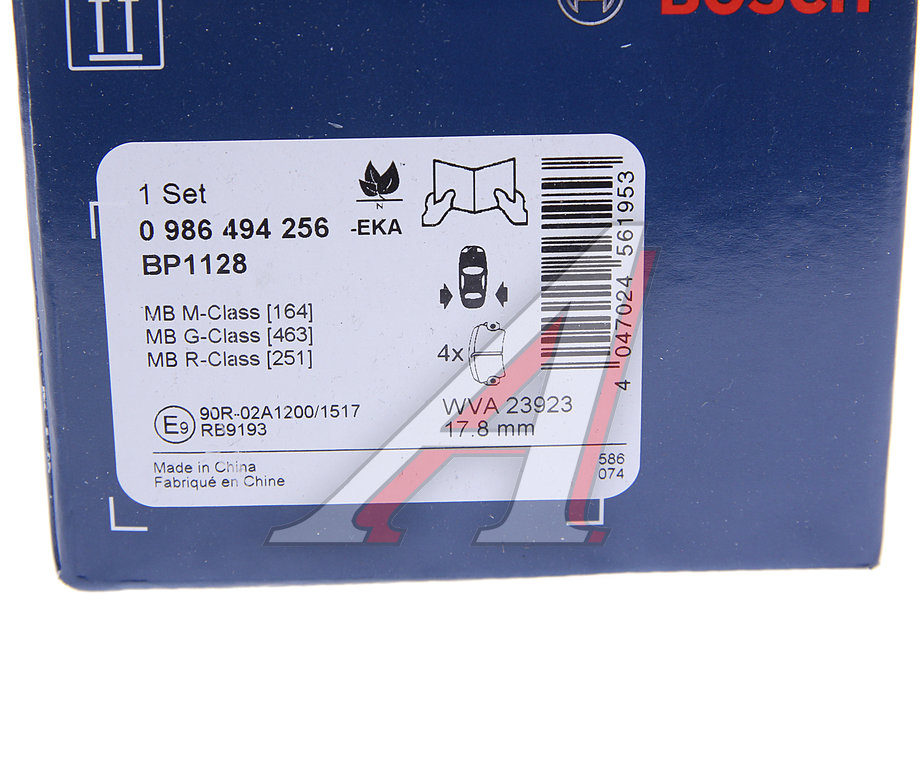 BOSCH
1 Set
0 986 494 256 -EKA
BP1128
N
MB M-Class [164]
MB G-Class [463]
MB R-Class [251]
4x
E9 90R-02A1200/1517
RB9193
WVA 23923
17.8 mm
Made in China
Fabriqué en Chine
586
074
4 047024 561953